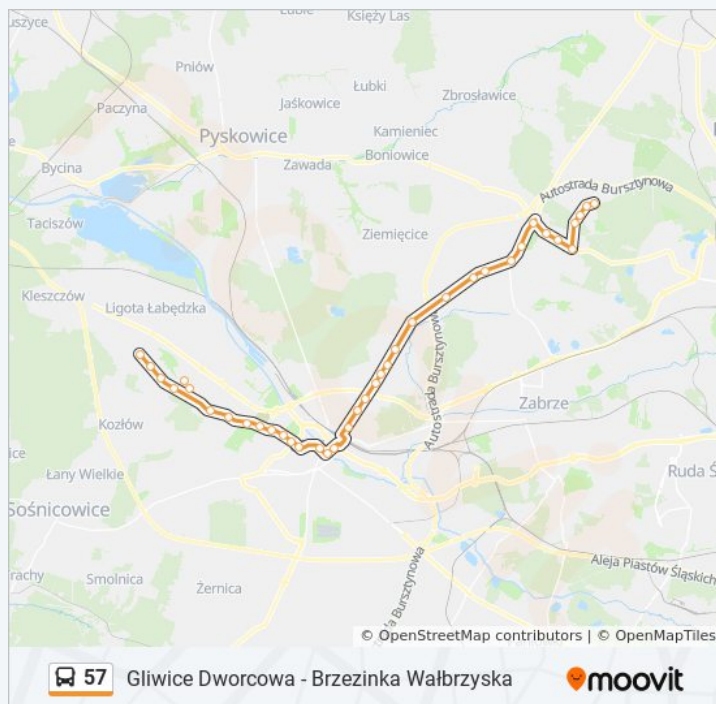 Łubie
Księży Las
Pniów
Łubki
Jaśkowice
Zbrosławice
Paczyna
Pyskowice
Kamieniec
Boniowice
Bycina
Zawada
Autostrada Bursztynowa
Taciszów
Ziemięcice
Kleszczów
Ligota Łabędzka
Autostrada Bursztynowa
Zabrze
Kozłów
Łany Wielkie
Ruda Ś
Sośnicowice
Aleja Piastów Śląskich
Smolnica
Żernica
© OpenStreetMap contributors | © OpenMapTiles
57 Gliwice Dworcowa - Brzezinka Wałbrzyska moovit